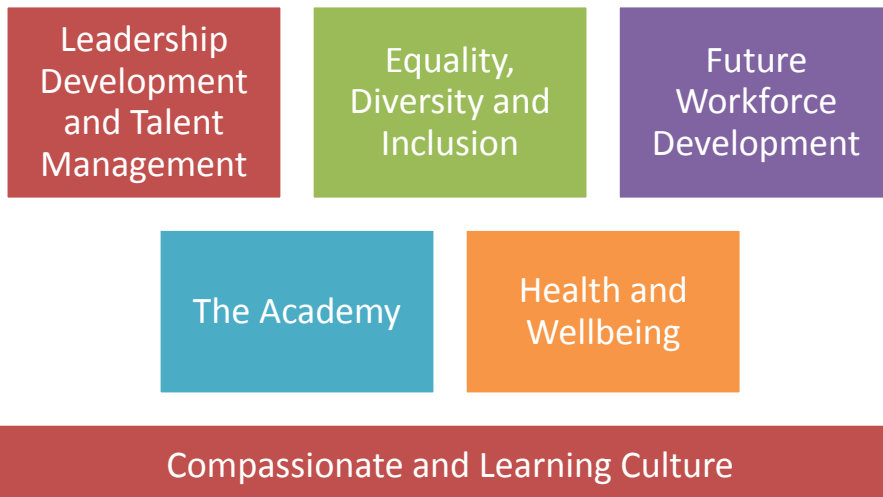 Leadership
Development
and Talent
Management
Equality,
Diversity and
Inclusion
Future
Workforce
Development
The Academy
Health and
Wellbeing
Compassionate and Learning Culture